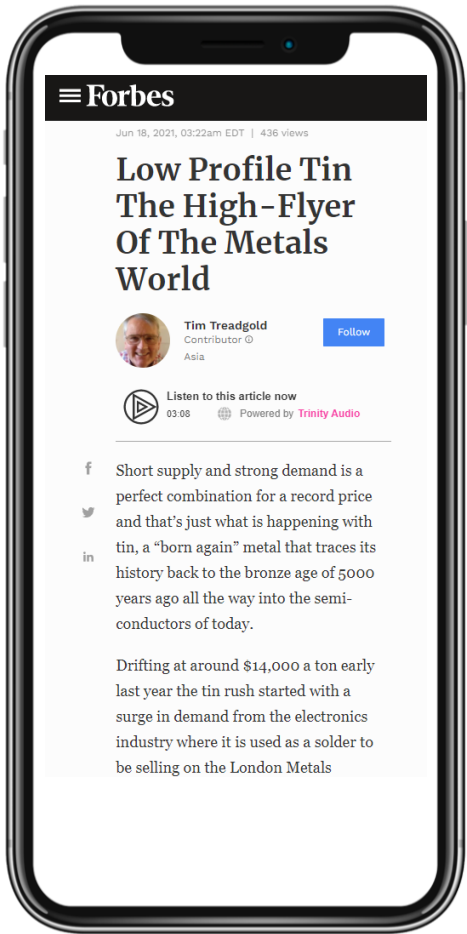 Forbes
Jun 18, 2021, 03:22am EDT | 436 views
Low Profile Tin
The High-Flyer
Of The Metals
World
Tim Treadgold
Contributor
Asia
Follow
Listen to this article now
03:08 Powered by Trinity Audio
Short supply and strong demand is a
perfect combination for a record price
and that’s just what is happening with
tin, a “born again” metal that traces its
history back to the bronze age of 5000
years ago all the way into the semi-
conductors of today.
Drifting at around $14,000 a ton early
last year the tin rush started with a
surge in demand from the electronics
industry where it is used as a solder to
be selling on the London Metals